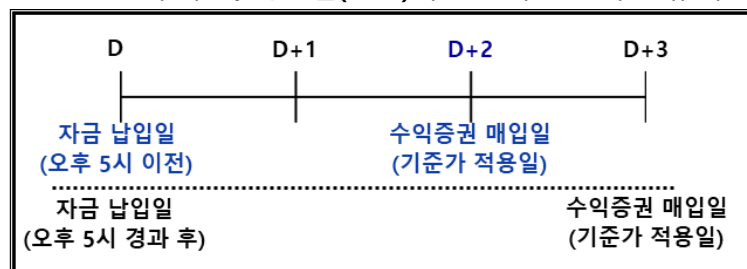 D D+1 D+2 D+3
자금 납입일 수익증권 매입일
(오후 5시 이전) (기준가 적용일)
자금 납입일 수익증권 매입일
(오후 5시 경과 후) (기준가 적용일)